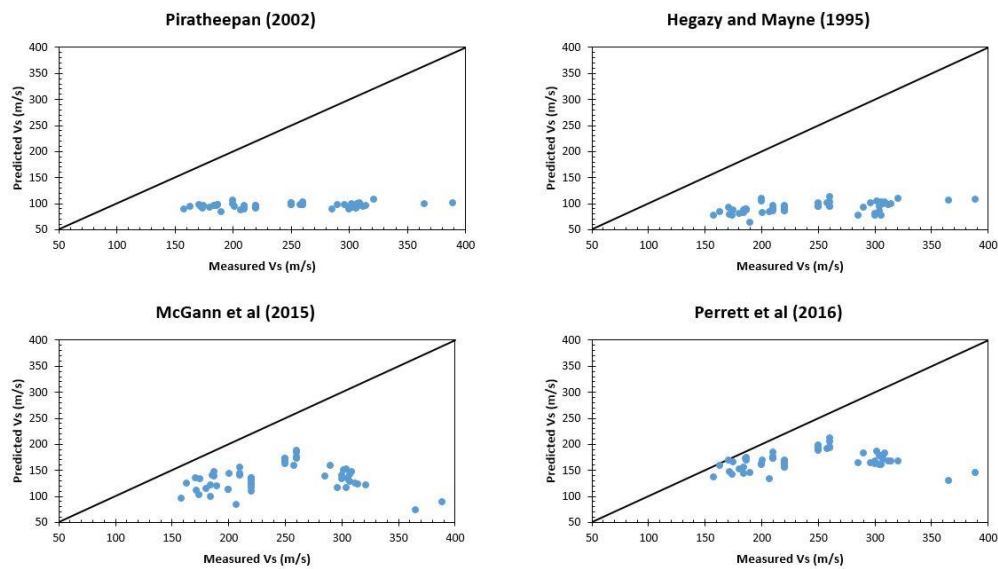 Piratheepan (2002)
Predicted Vs (m/s)
400
350
300
250
200
150
100
50
50 100 150 200 250 300 350 400
Measured Vs (m/s)
Hegazy and Mayne (1995)
Predicted Vs (m/s)
400
350
300
250
200
150
100
50
50 100 150 200 250 300 350 400
Measured Vs (m/s)
McGann et al (2015)
Predicted Vs (m/s)
400
350
300
250
200
150
100
50
50 100 150 200 250 300 350 400
Measured Vs (m/s)
Perrett et al (2016)
Predicted Vs (m/s)
400
350
300
250
200
150
100
50
50 100 150 200 250 300 350 400
Measured Vs (m/s)